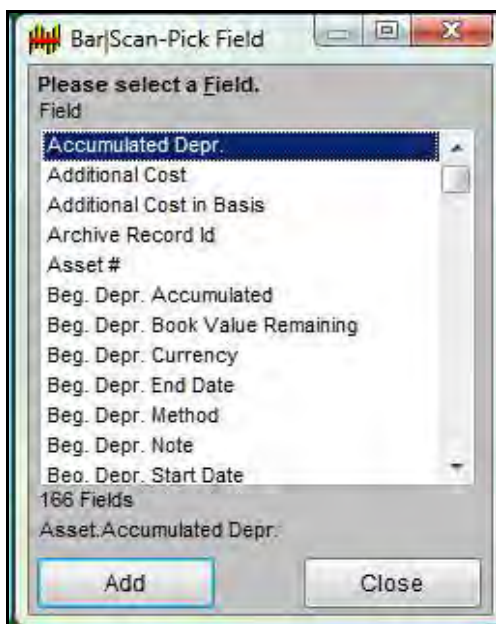 Bar|Scan-Pick Field
Please select a Field.
Field
Accumulated Depr.
Additional Cost
Additional Cost in Basis
Archive Record Id
Asset #
Beg. Depr. Accumulated
Beg. Depr. Book Value Remaining
Beg. Depr. Currency
Beg. Depr. End Date
Beg. Depr. Method
Beg. Depr. Note
Beg. Depr. Start Date
166 Fields
Asset.Accumulated Depr.
Add
Close